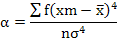 α = ∑ f(xm − x̄)⁴ / nσ⁴